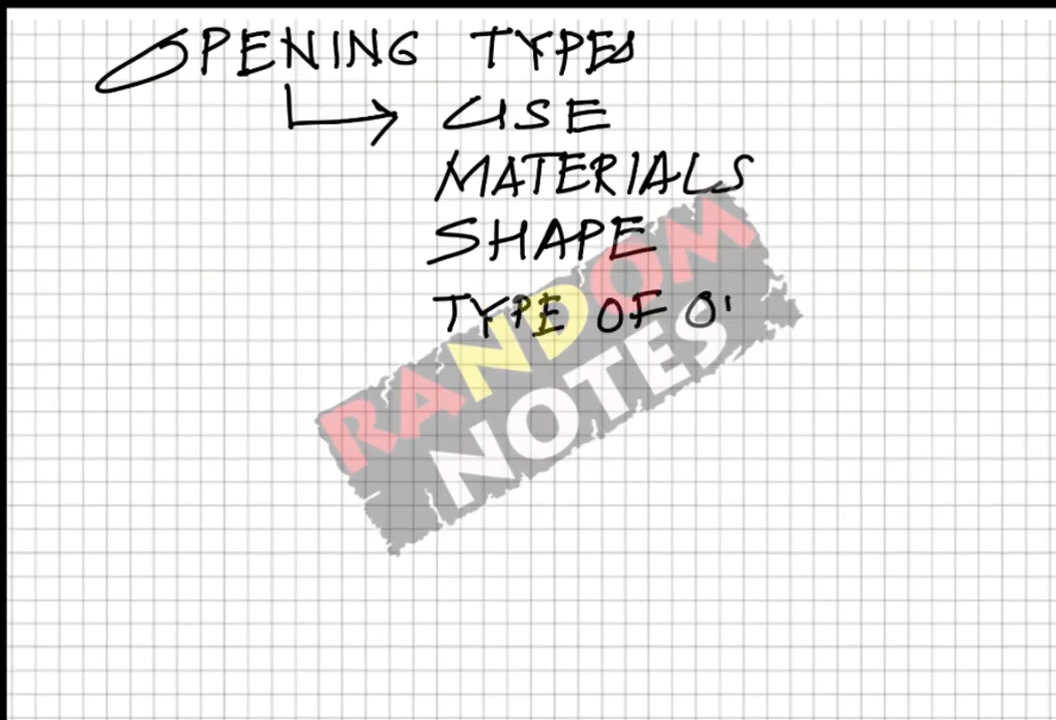 OPENING TYPES
USE
MATERIALS
SHAPE
TYPE OF O
RANDOM
NOTES